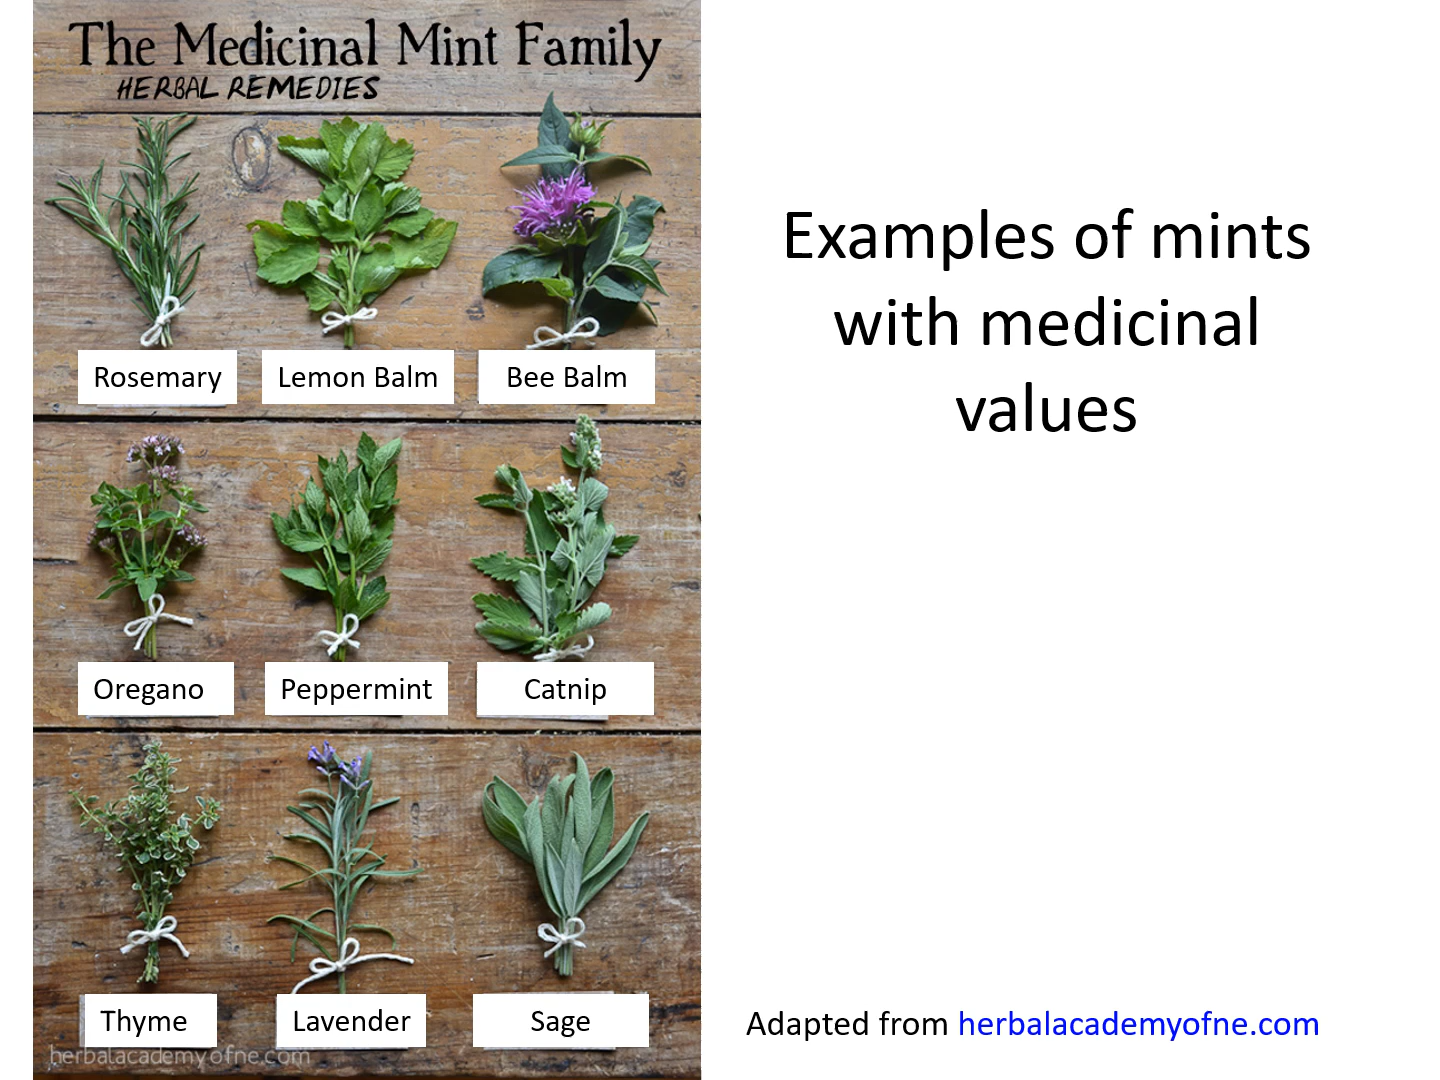 The Medicinal Mint Family
HERBAL REMEDIES
Rosemary
Lemon Balm
Bee Balm
Oregano
Peppermint
Catnip
Thyme
Lavender
Sage
herbalacademyofne.com
Examples of mints
with medicinal
values
Adapted from herbalacademyofne.com